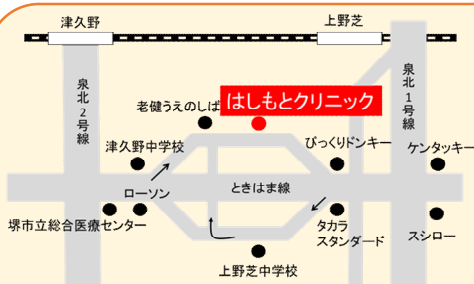 津久野
上野芝
泉北2号線
泉北1号線
老健うえのしば
はしもとクリニック
津久野中学校
びっくりドンキー
ケンタッキー
ローソン
ときはま線
堺市立総合医療センター
タカラ
スタンダード
スシロー
上野芝中学校